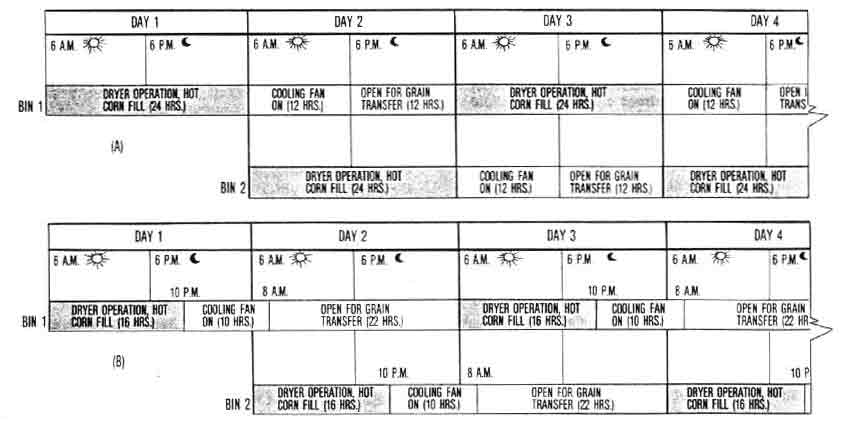 DAY 1 DAY 2 DAY 3 DAY 4
6 A.M. 6 P.M. 6 A.M. 6 P.M. 6 A.M. 6 P.M. 6 A.M. 6 P.M.
BIN 1 DRYER OPERATION, HOT COOLING FAN OPEN FOR GRAIN DRYER OPERATION, HOT COOLING FAN OPEN
CORN FILL (24 HRS.) ON (12 HRS.) TRANSFER (12 HRS.) CORN FILL (24 HRS.) ON (12 HRS.) TRANS
(A)
BIN 2 DRYER OPERATION, HOT COOLING FAN OPEN FOR GRAIN DRYER OPERATION, HOT
CORN FILL (24 HRS.) ON (12 HRS.) TRANSFER (12 HRS.) CORN FILL (24 HRS.)
DAY 1 DAY 2 DAY 3 DAY 4
6 A.M. 6 P.M. 6 A.M. 6 P.M. 6 A.M. 6 P.M. 6 A.M. 6 P.M.
10 P.M. 8 A.M. 10 P.M. 8 A.M.
BIN 1 DRYER OPERATION, HOT COOLING FAN OPEN FOR GRAIN DRYER OPERATION, HOT COOLING FAN OPEN FOR GRAIN
CORN FILL (16 HRS.) ON (10 HRS.) TRANSFER (22 HRS.) CORN FILL (16 HRS.) ON (10 HRS.) TRANSFER (22 HR
(B)
10 P.M. 8 A.M. 10 P
BIN 2 DRYER OPERATION, HOT COOLING FAN OPEN FOR GRAIN DRYER OPERATION, HOT
CORN FILL (16 HRS.) ON (10 HRS.) TRANSFER (22 HRS.) CORN FILL (16 HRS.)